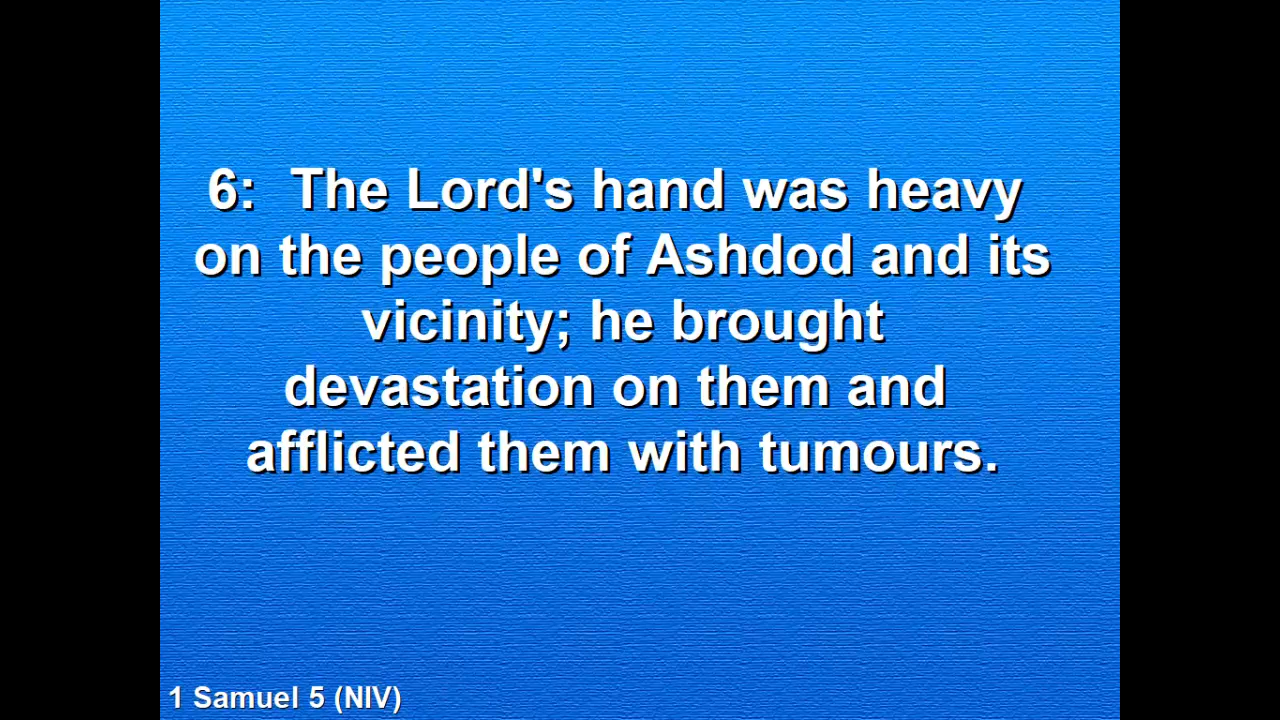 6:  The Lord's hand was heavy
on the people of Ashdod and its
vicinity; he brought
devastation on them and
afflicted them with tumours.
1 Samuel 5 (NIV)